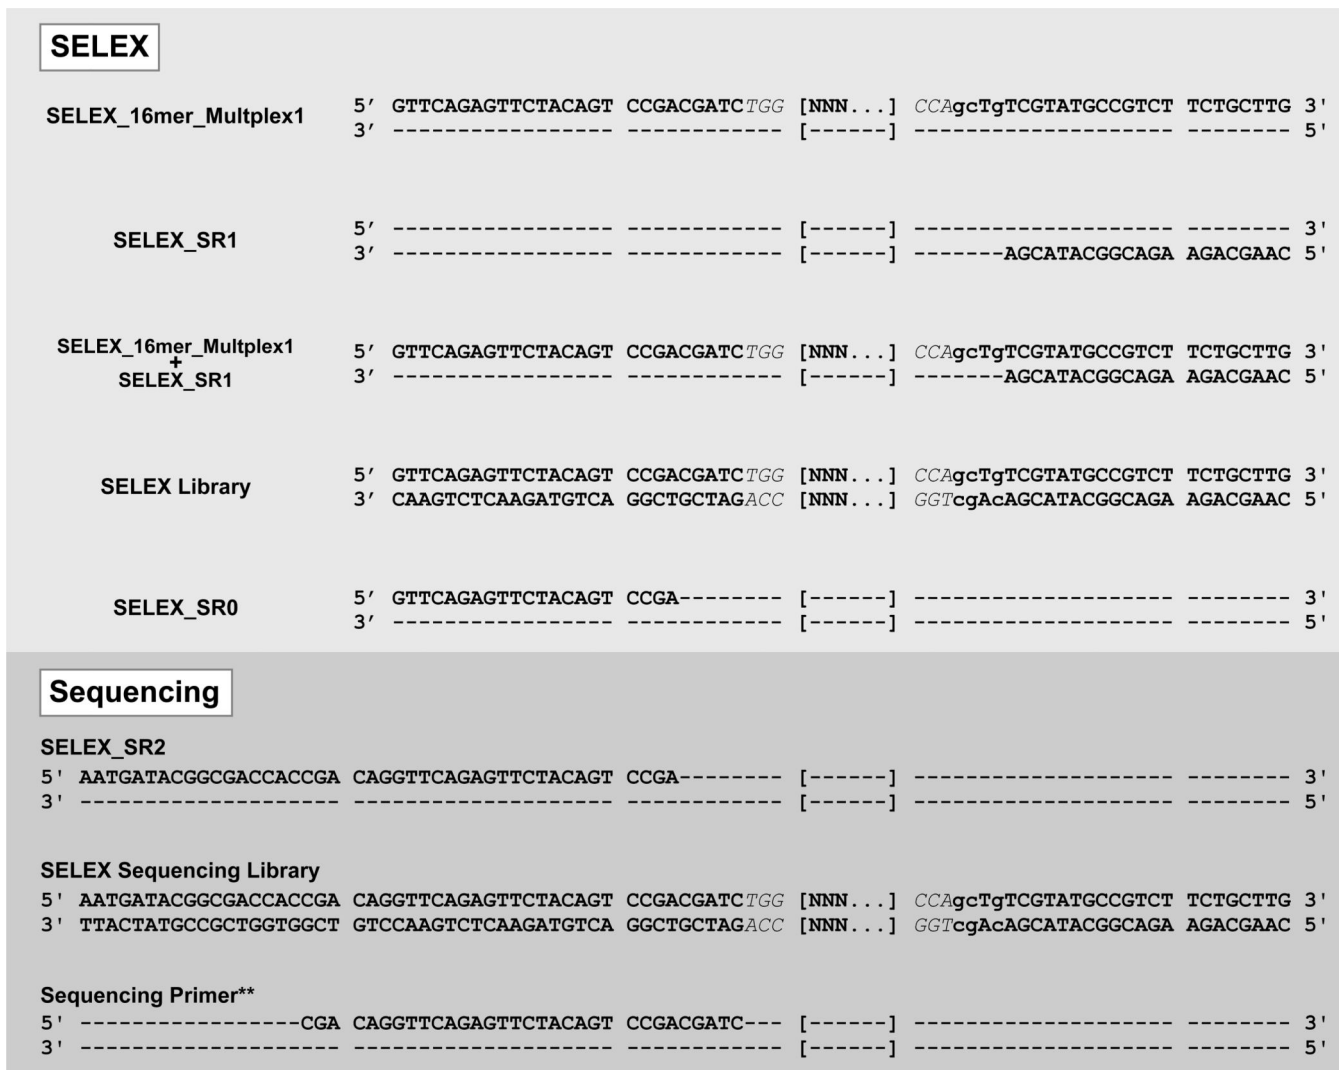 SELEX
SELEX_16mer_Multplex1
5′ GTTCAGAGTTCTACAGT CCGACGATCTGG [NNN...] CCAgcTgTCGTATGCCGTCT TCTGCTTG 3'
3′ ----------------- ------------ [------] -------------------- -------- 5'
SELEX_SR1
5′ ----------------- ------------ [------] -------------------- -------- 3'
3′ ----------------- ------------ [------] -------AGCATACGGCAGA AGACGAAC 5'
SELEX_16mer_Multplex1
+
SELEX_SR1
5′ GTTCAGAGTTCTACAGT CCGACGATCTGG [NNN...] CCAgcTgTCGTATGCCGTCT TCTGCTTG 3'
3′ ----------------- ------------ [------] -------AGCATACGGCAGA AGACGAAC 5'
SELEX Library
5′ GTTCAGAGTTCTACAGT CCGACGATCTGG [NNN...] CCAgcTgTCGTATGCCGTCT TCTGCTTG 3'
3′ CAAGTCTCAAGATGTCA GGCTGCTAGACC [NNN...] GGTcgAcAGCATACGGCAGA AGACGAAC 5'
SELEX_SR0
5′ GTTCAGAGTTCTACAGT CCGA-------- [------] -------------------- -------- 3'
3′ ----------------- ------------ [------] -------------------- -------- 5'
Sequencing
SELEX_SR2
5' AATGATACGGCGACCACCGA CAGGTTCAGAGTTCTACAGT CCGA-------- [------] -------------------- -------- 3'
3' -------------------- -------------------- ------------ [------] -------------------- -------- 5'
SELEX Sequencing Library
5' AATGATACGGCGACCACCGA CAGGTTCAGAGTTCTACAGT CCGACGATCTGG [NNN...] CCAgcTgTCGTATGCCGTCT TCTGCTTG 3'
3' TTACTATGCCGCTGGTGGCT GTCCAAGTCTCAAGATGTCA GGCTGCTAGACC [NNN...] GGTcgAcAGCATACGGCAGA AGACGAAC 5'
Sequencing Primer**
5' -----------------CGA CAGGTTCAGAGTTCTACAGT CCGACGATC--- [------] -------------------- -------- 3'
3' -------------------- -------------------- ------------ [------] -------------------- -------- 5'